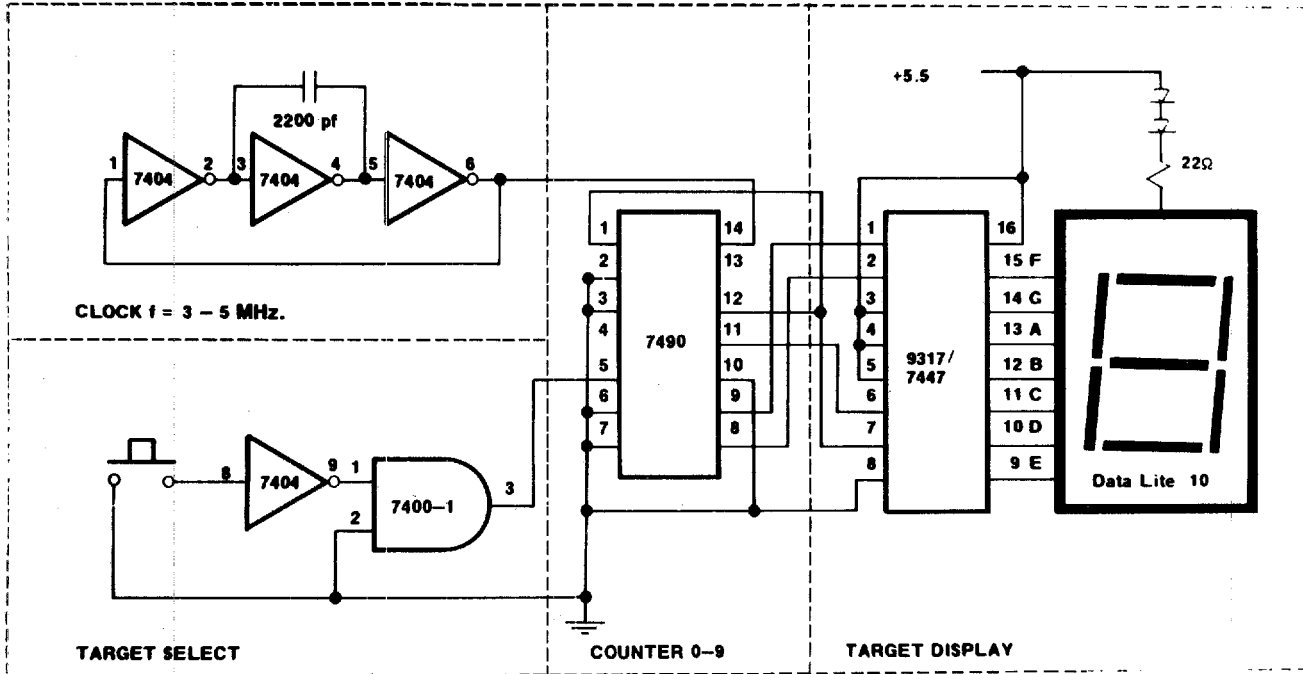 2200 pf
1 7404 2 3 7404 4 5 7404 6
CLOCK f = 3 – 5 MHz.
8 7404 9 1
2
7400–1
3
TARGET SELECT
1
2
3
4
5
6
7
7490
14
13
12
11
10
9
8
COUNTER 0–9
+5.5
22Ω
1
2
3
4
5
6
7
8
9317/
7447
16
15 F
14 G
13 A
12 B
11 C
10 D
9 E
Data Lite 10
TARGET DISPLAY